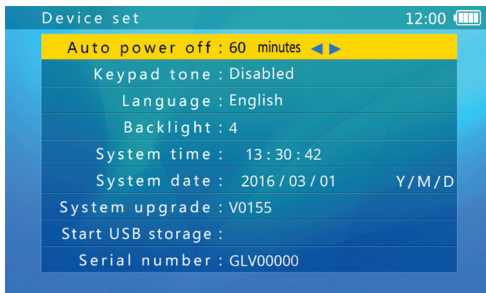 Device set 12:00
Auto power off : 60 minutes
Keypad tone : Disabled
Language : English
Backlight : 4
System time : 13 : 30 : 42
System date : 2016 / 03 / 01 Y/M/D
System upgrade : V0155
Start USB storage :
Serial number : GLV00000